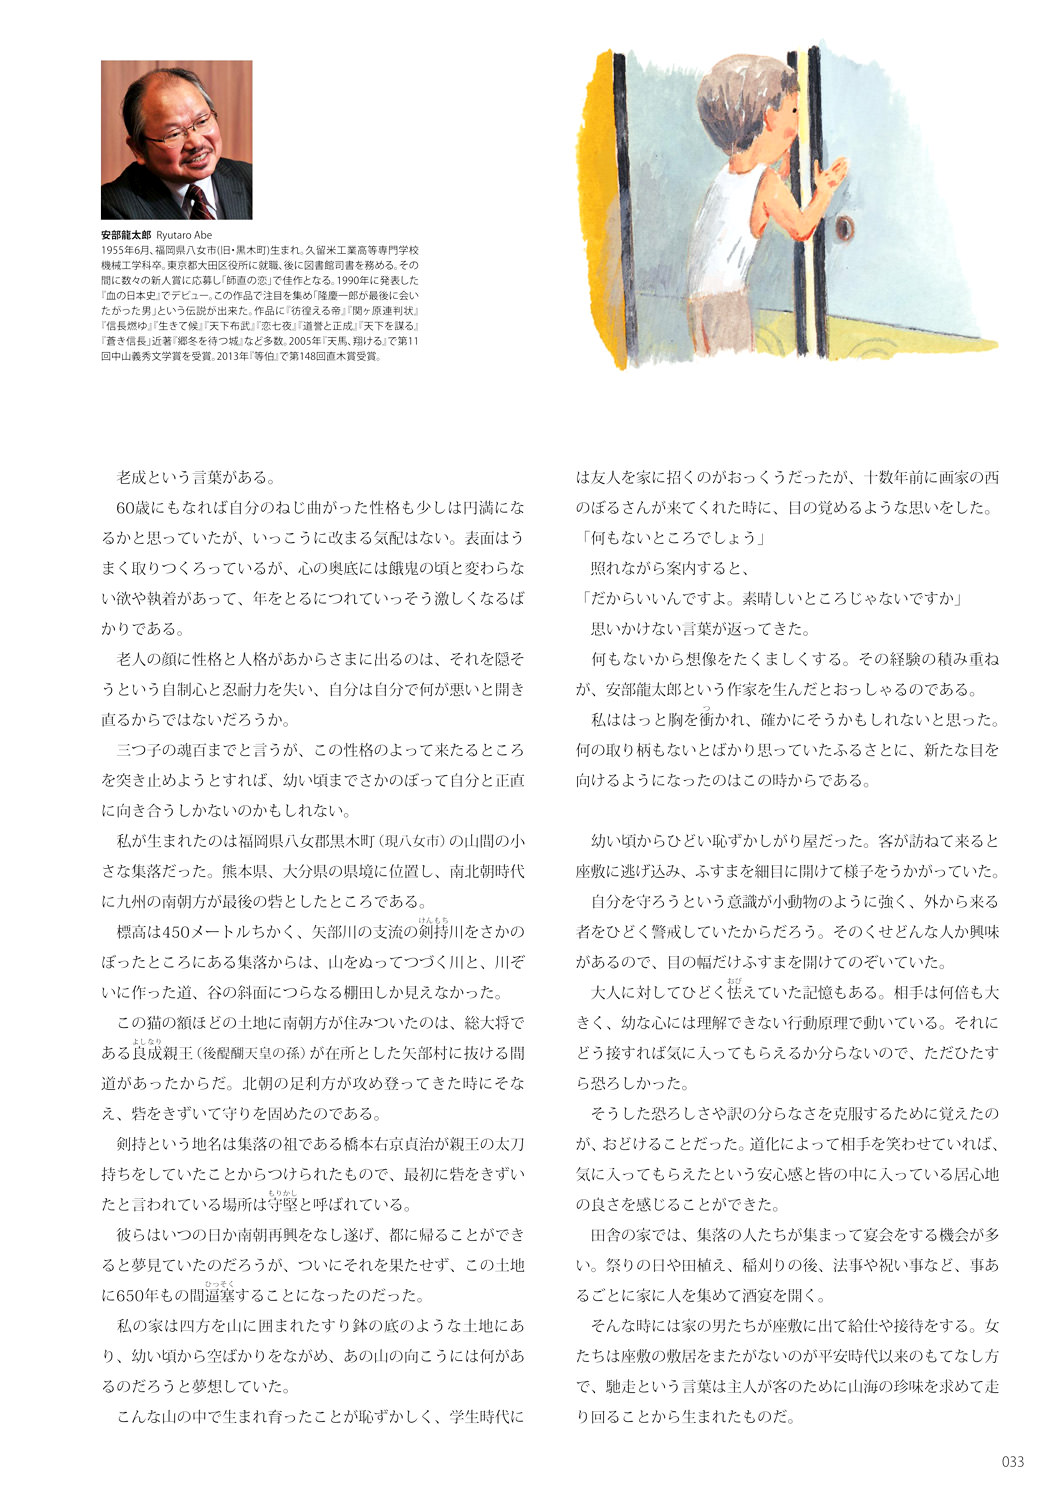 安部龍太郎 Ryutaro Abe
1955年6月、福岡県八女市(旧・黒木町)生まれ。久留米工業高等専門学校
機械工学科卒。東京都大田区役所に就職、後に図書館司書を務める。その
間に数々の新人賞に応募し「師直の恋」で佳作となる。1990年に発表した
『血の日本史』でデビュー。この作品で注目を集め「隆慶一郎が最後に会い
たがった男」という伝説が出来た。作品に『彷徨える帝』『関ヶ原連判状』
『信長燃ゆ』『生きて候』『天下布武』『恋七夜』『道誉と正成』『天下を謀る』
『蒼き信長』近著『郷冬を待つ城』など多数。2005年『天馬、翔ける』で第11
回中山義秀文学賞を受賞。2013年『等伯』で第148回直木賞受賞。
老成という言葉がある。
60歳にもなれば自分のねじ曲がった性格も少しは円満にな
るかと思っていたが、いっこうに改まる気配はない。表面はう
まく取りつくろっているが、心の奥底には餓鬼の頃と変わらな
い欲や執着があって、年をとるにつれていっそう激しくなるば
かりである。
老人の顔に性格と人格があからさまに出るのは、それを隠そ
うという自制心と忍耐力を失い、自分は自分で何が悪いと開き
直るからではないだろうか。
三つ子の魂百までと言うが、この性格のよって来たるところ
を突き止めようとすれば、幼い頃までさかのぼって自分と正直
に向き合うしかないのかもしれない。
私が生まれたのは福岡県八女郡黒木町（現八女市）の山間の小
さな集落だった。熊本県、大分県の県境に位置し、南北朝時代
に九州の南朝方が最後の砦としたところである。
けんもち
標高は450メートルちかく、矢部川の支流の剣持川をさかの
ぼったところにある集落からは、山をぬってつづく川と、川ぞ
いに作った道、谷の斜面につらなる棚田しか見えなかった。
この猫の額ほどの土地に南朝方が住みついたのは、総大将で
よしなり
ある良成親王（後醍醐天皇の孫）が在所とした矢部村に抜ける間
道があったからだ。北朝の足利方が攻め登ってきた時にそな
え、砦をきずいて守りを固めたのである。
剣持という地名は集落の祖である橋本右京貞治が親王の太刀
持ちをしていたことからつけられたもので、最初に砦をきずい
もりかし
たと言われている場所は守堅と呼ばれている。
彼らはいつの日か南朝再興をなし遂げ、都に帰ることができ
ると夢見ていたのだろうが、ついにそれを果たせず、この土地
ひっそく
に650年もの間逼塞することになったのだった。
私の家は四方を山に囲まれたすり鉢の底のような土地にあ
り、幼い頃から空ばかりをながめ、あの山の向こうには何があ
るのだろうと夢想していた。
こんな山の中で生まれ育ったことが恥ずかしく、学生時代に
は友人を家に招くのがおっくうだったが、十数年前に画家の西
のぼるさんが来てくれた時に、目の覚めるような思いをした。
「何もないところでしょう」
照れながら案内すると、
「だからいいんですよ。素晴しいところじゃないですか」
思いかけない言葉が返ってきた。
何もないから想像をたくましくする。その経験の積み重ね
が、安部龍太郎という作家を生んだとおっしゃるのである。
つ
私ははっと胸を衝かれ、確かにそうかもしれないと思った。
何の取り柄もないとばかり思っていたふるさとに、新たな目を
向けるようになったのはこの時からである。
幼い頃からひどい恥ずかしがり屋だった。客が訪ねて来ると
座敷に逃げ込み、ふすまを細目に開けて様子をうかがっていた。
自分を守ろうという意識が小動物のように強く、外から来る
者をひどく警戒していたからだろう。そのくせどんな人か興味
があるので、目の幅だけふすまを開けてのぞいていた。
おび
大人に対してひどく怯えていた記憶もある。相手は何倍も大
きく、幼な心には理解できない行動原理で動いている。それに
どう接すれば気に入ってもらえるか分らないので、ただひたす
ら恐ろしかった。
そうした恐ろしさや訳の分らなさを克服するために覚えたの
が、おどけることだった。道化によって相手を笑わせていれば、
気に入ってもらえたという安心感と皆の中に入っている居心地
の良さを感じることができた。
田舎の家では、集落の人たちが集まって宴会をする機会が多
い。祭りの日や田植え、稲刈りの後、法事や祝い事など、事あ
るごとに家に人を集めて酒宴を開く。
そんな時には家の男たちが座敷に出て給仕や接待をする。女
たちは座敷の敷居をまたがないのが平安時代以来のもてなし方
で、馳走という言葉は主人が客のために山海の珍味を求めて走
り回ることから生まれたものだ。
033